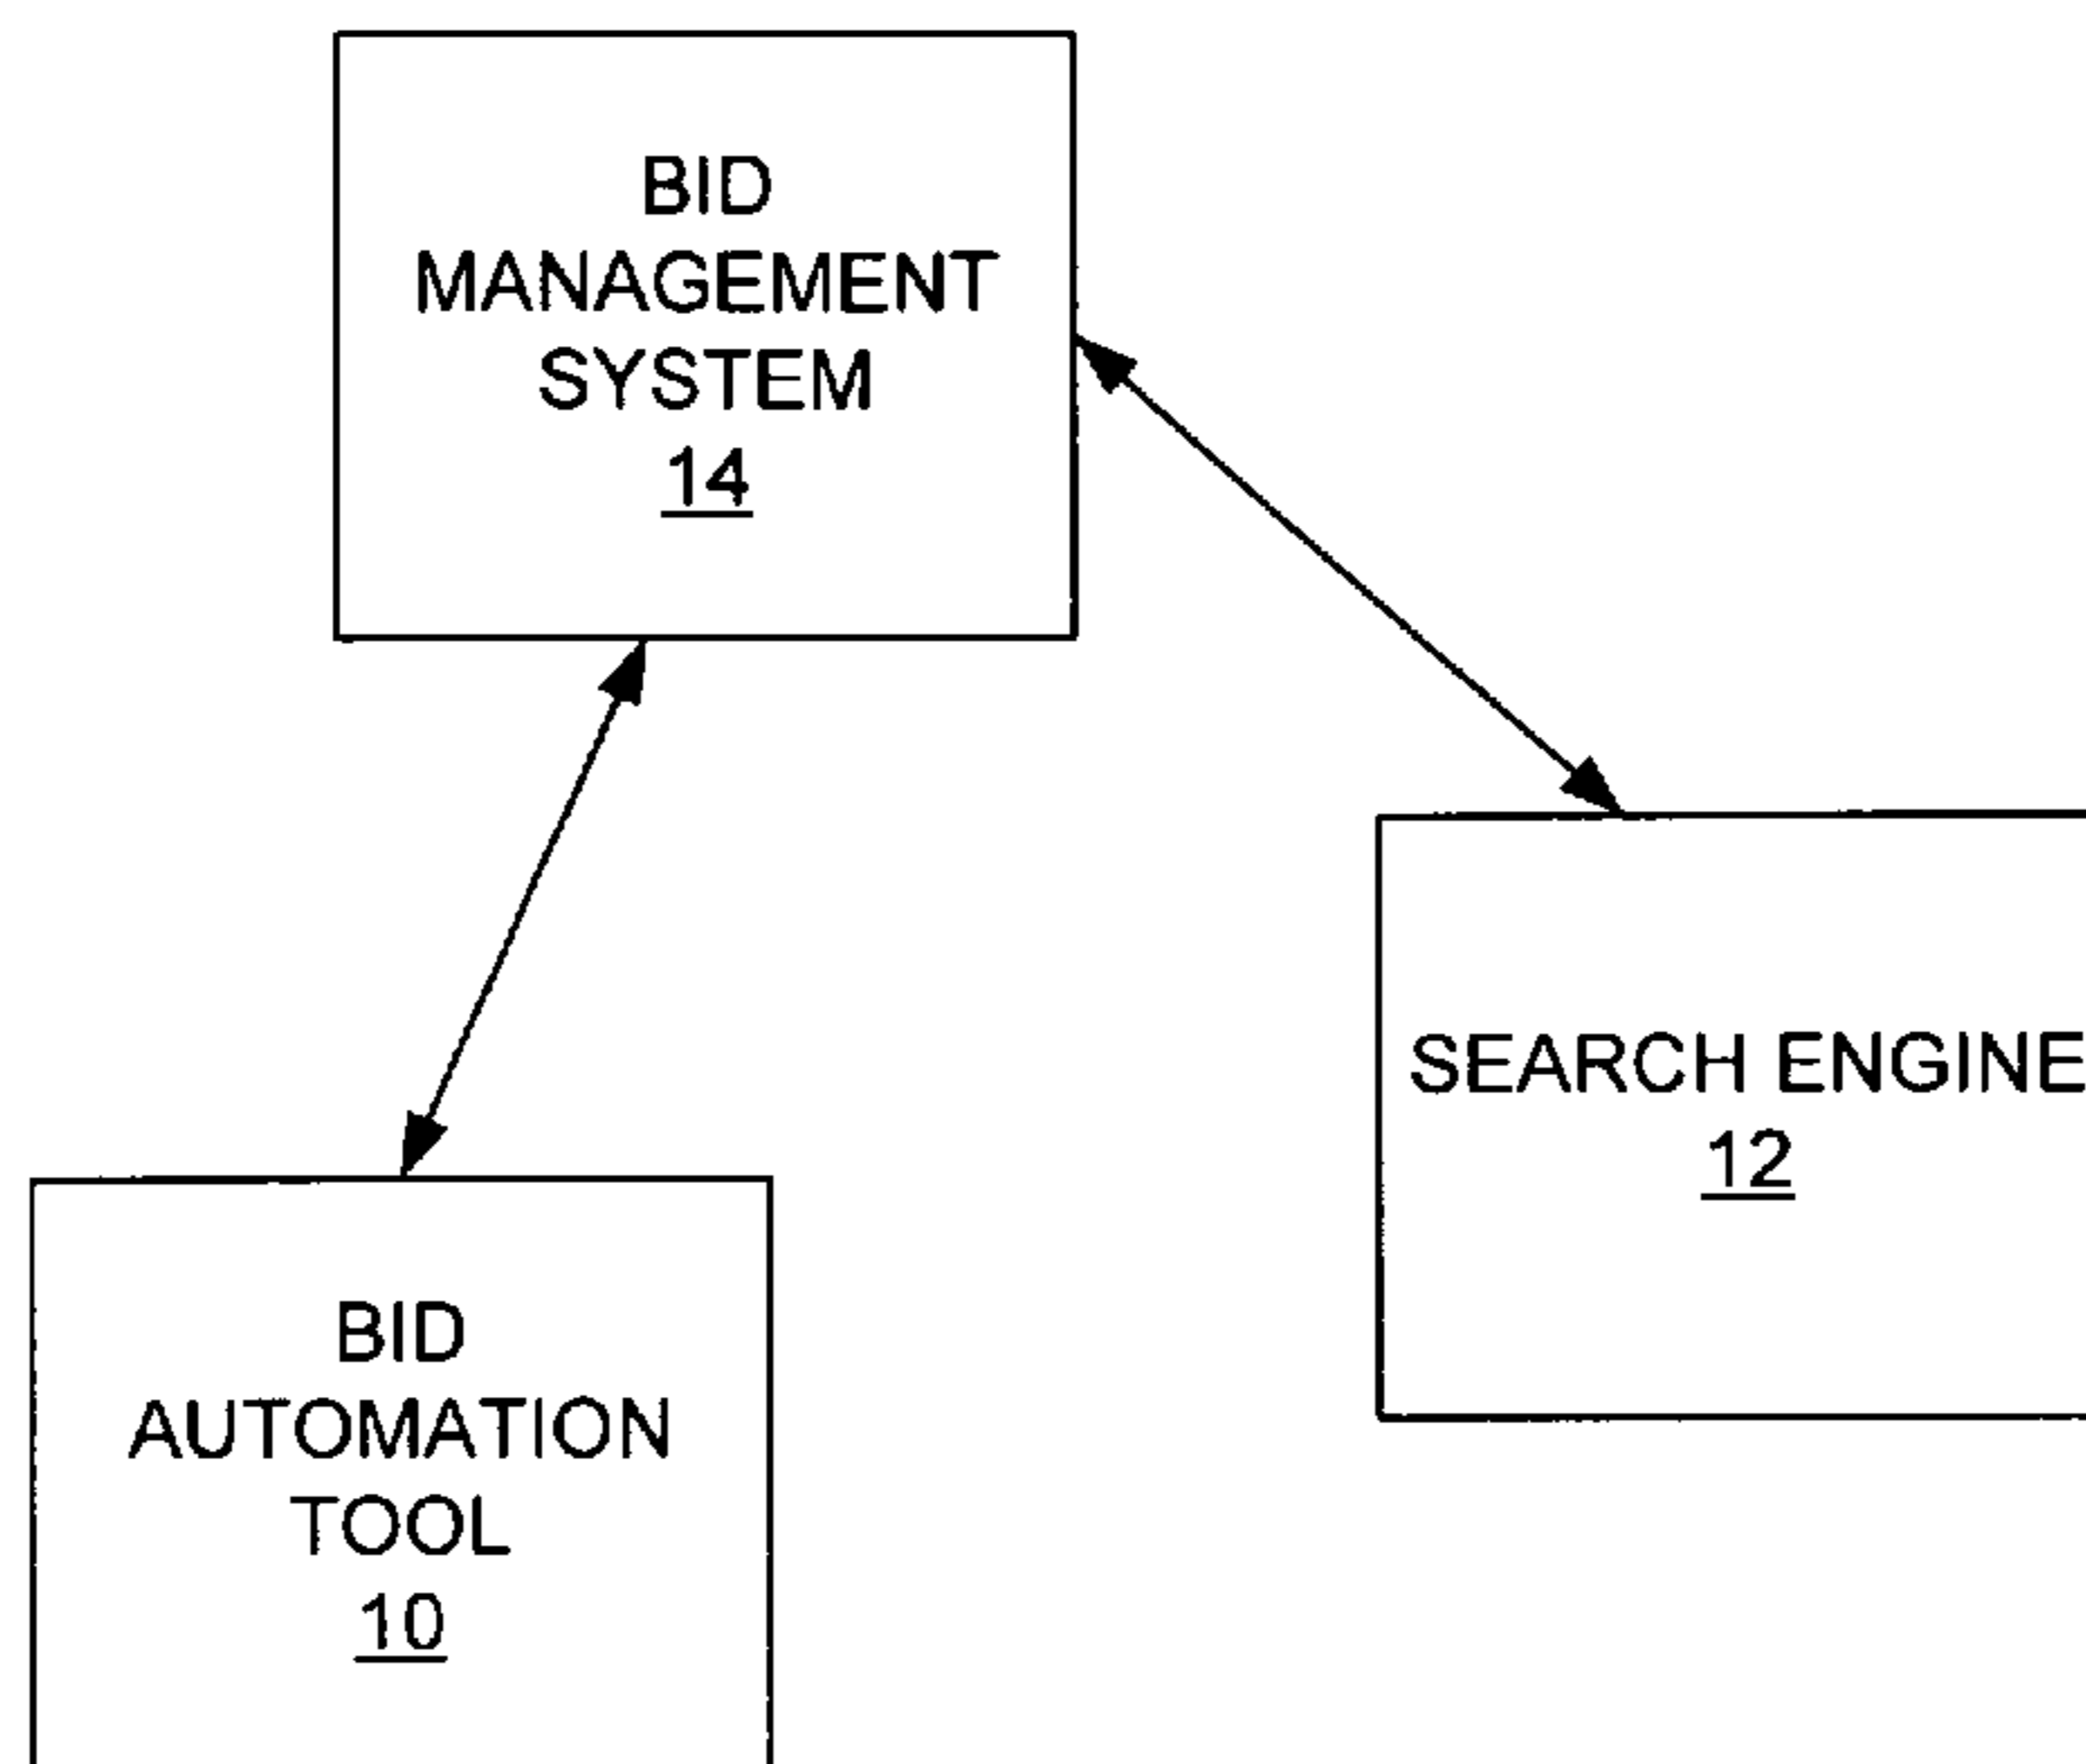 BID
MANAGEMENT
SYSTEM
14
SEARCH ENGINE
12
BID
AUTOMATION
TOOL
10